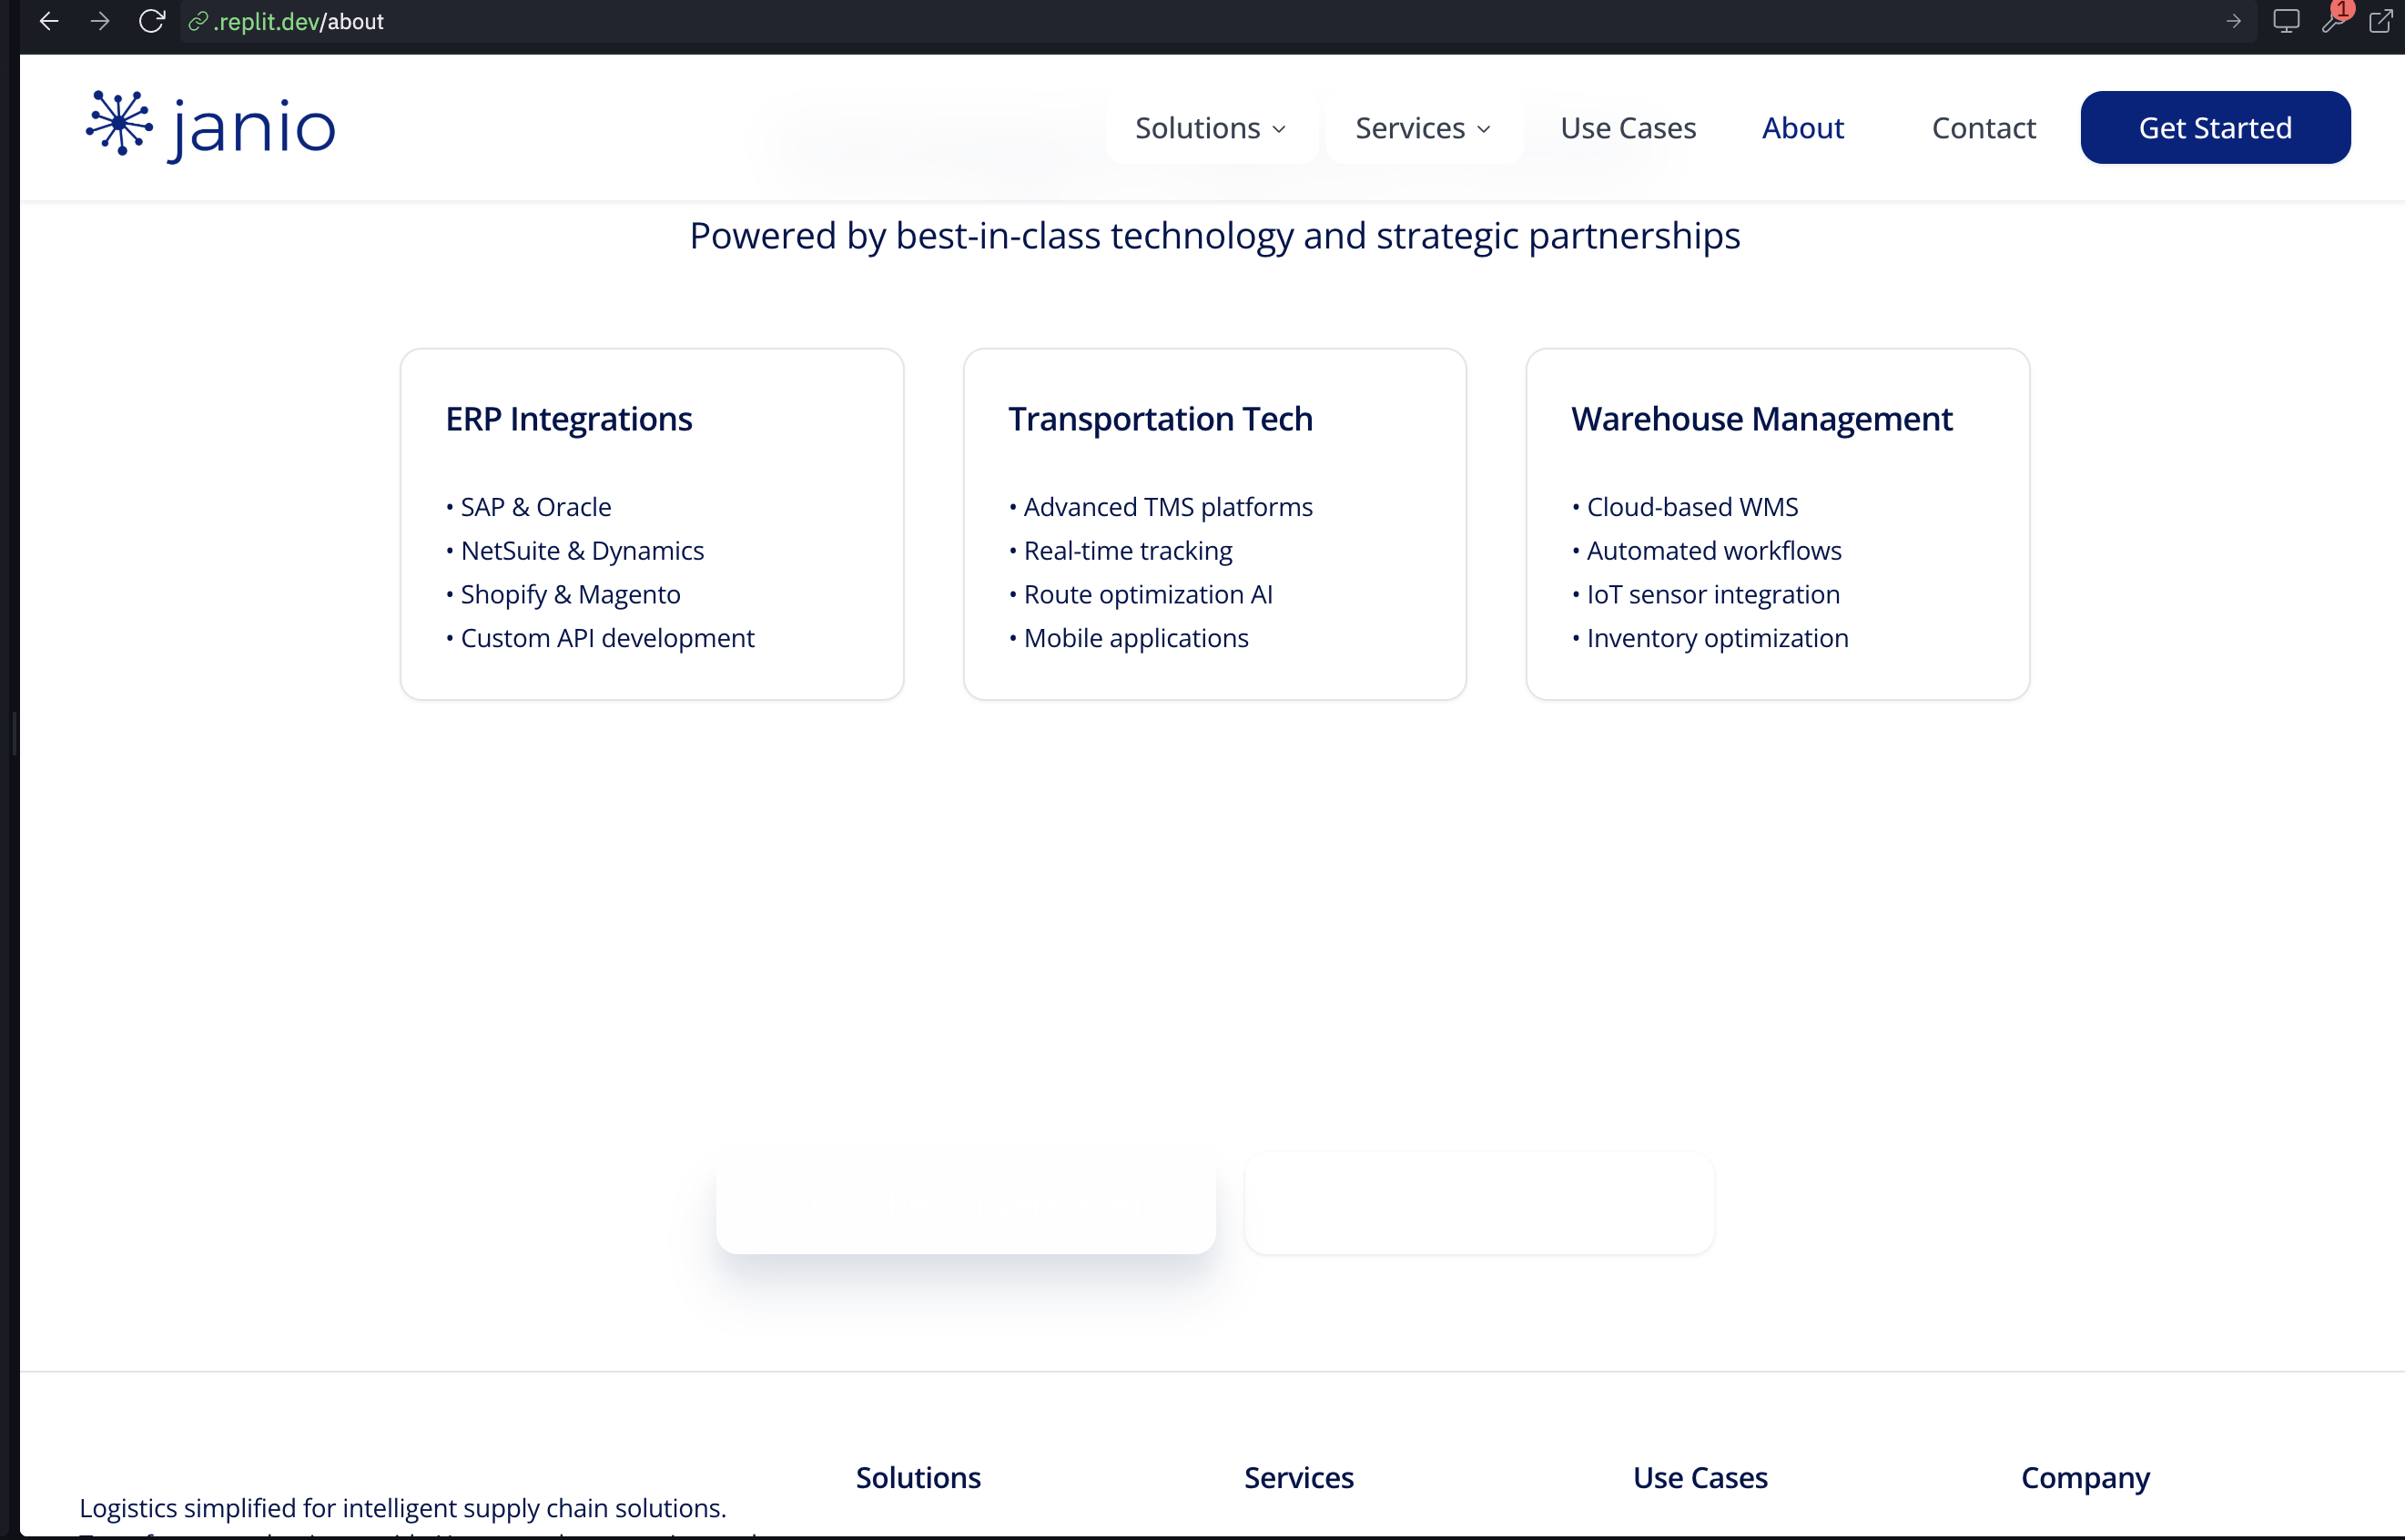 .replit.dev/about
1
janio
Solutions
Services
Use Cases
About
Contact
Get Started
Powered by best-in-class technology and strategic partnerships
ERP Integrations
• SAP & Oracle
• NetSuite & Dynamics
• Shopify & Magento
• Custom API development
Transportation Tech
• Advanced TMS platforms
• Real-time tracking
• Route optimization AI
• Mobile applications
Warehouse Management
• Cloud-based WMS
• Automated workflows
• IoT sensor integration
• Inventory optimization
Logistics simplified for intelligent supply chain solutions.
Solutions
Services
Use Cases
Company